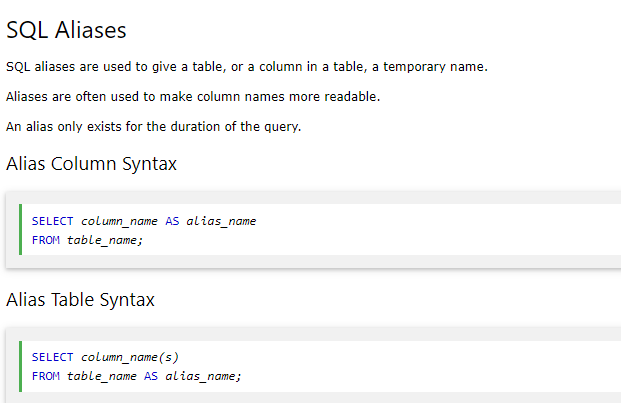 SQL Aliases
SQL aliases are used to give a table, or a column in a table, a temporary name.
Aliases are often used to make column names more readable.
An alias only exists for the duration of the query.
Alias Column Syntax
SELECT column_name AS alias_name
FROM table_name;
Alias Table Syntax
SELECT column_name(s)
FROM table_name AS alias_name;